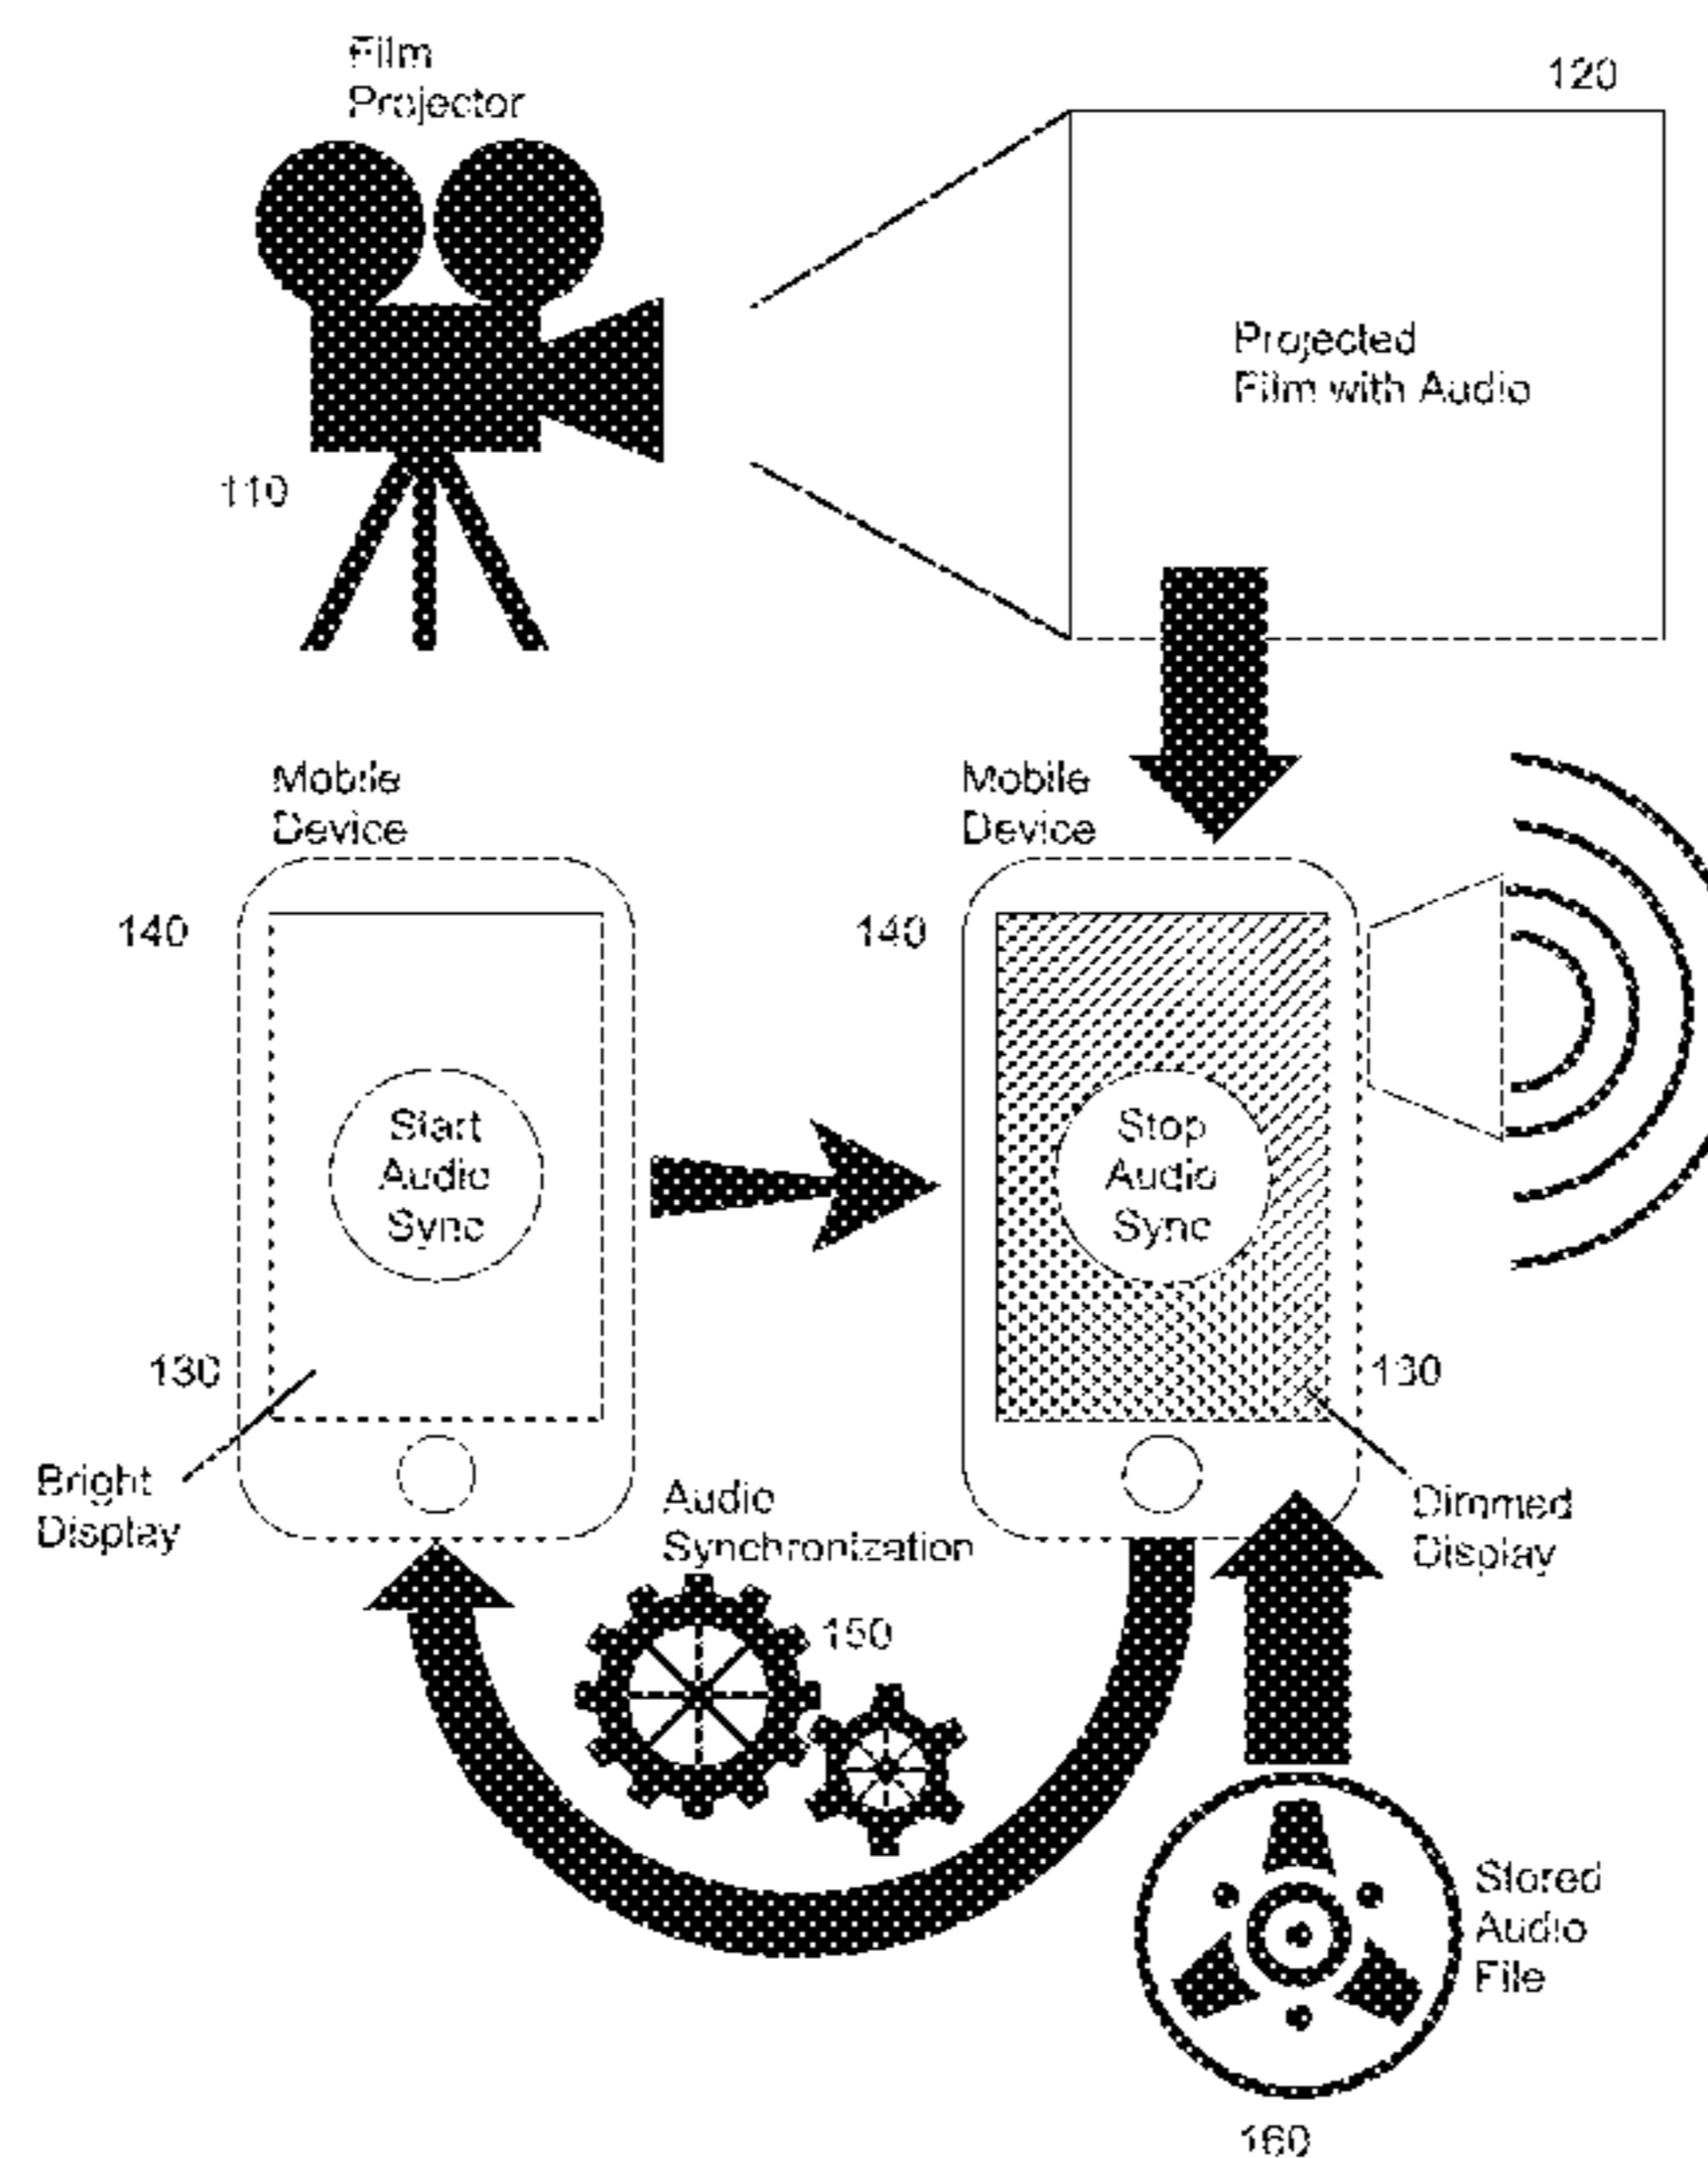 Film
Projector
120
Projected
Film with Audio
110
Mobile
Device
Mobile
Device
140
140
Start
Audio
Sync
Stop
Audio
Sync
130
130
Bright
Display
Audio
Synchronization
Dimmed
Display
150
Stored
Audio
File
160